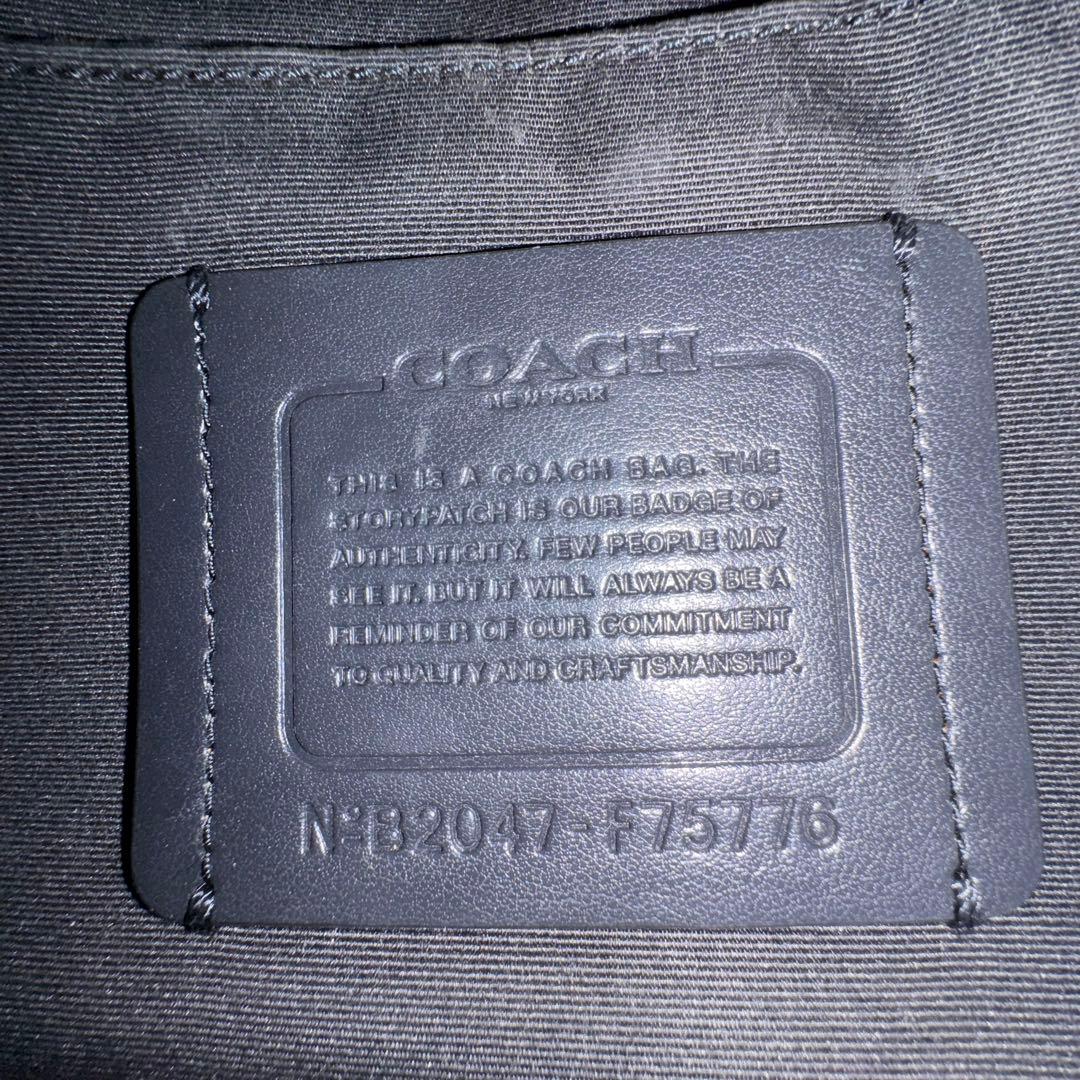 COACH
NEW YORK
THIS IS A COACH BAG. THE
STORYPATCH IS OUR BADGE OF
AUTHENTICITY. FEW PEOPLE MAY
SEE IT. BUT IT WILL ALWAYS BE A
REMINDER OF OUR COMMITMENT
TO QUALITY AND CRAFTSMANSHIP.
Nº B2047-F75776